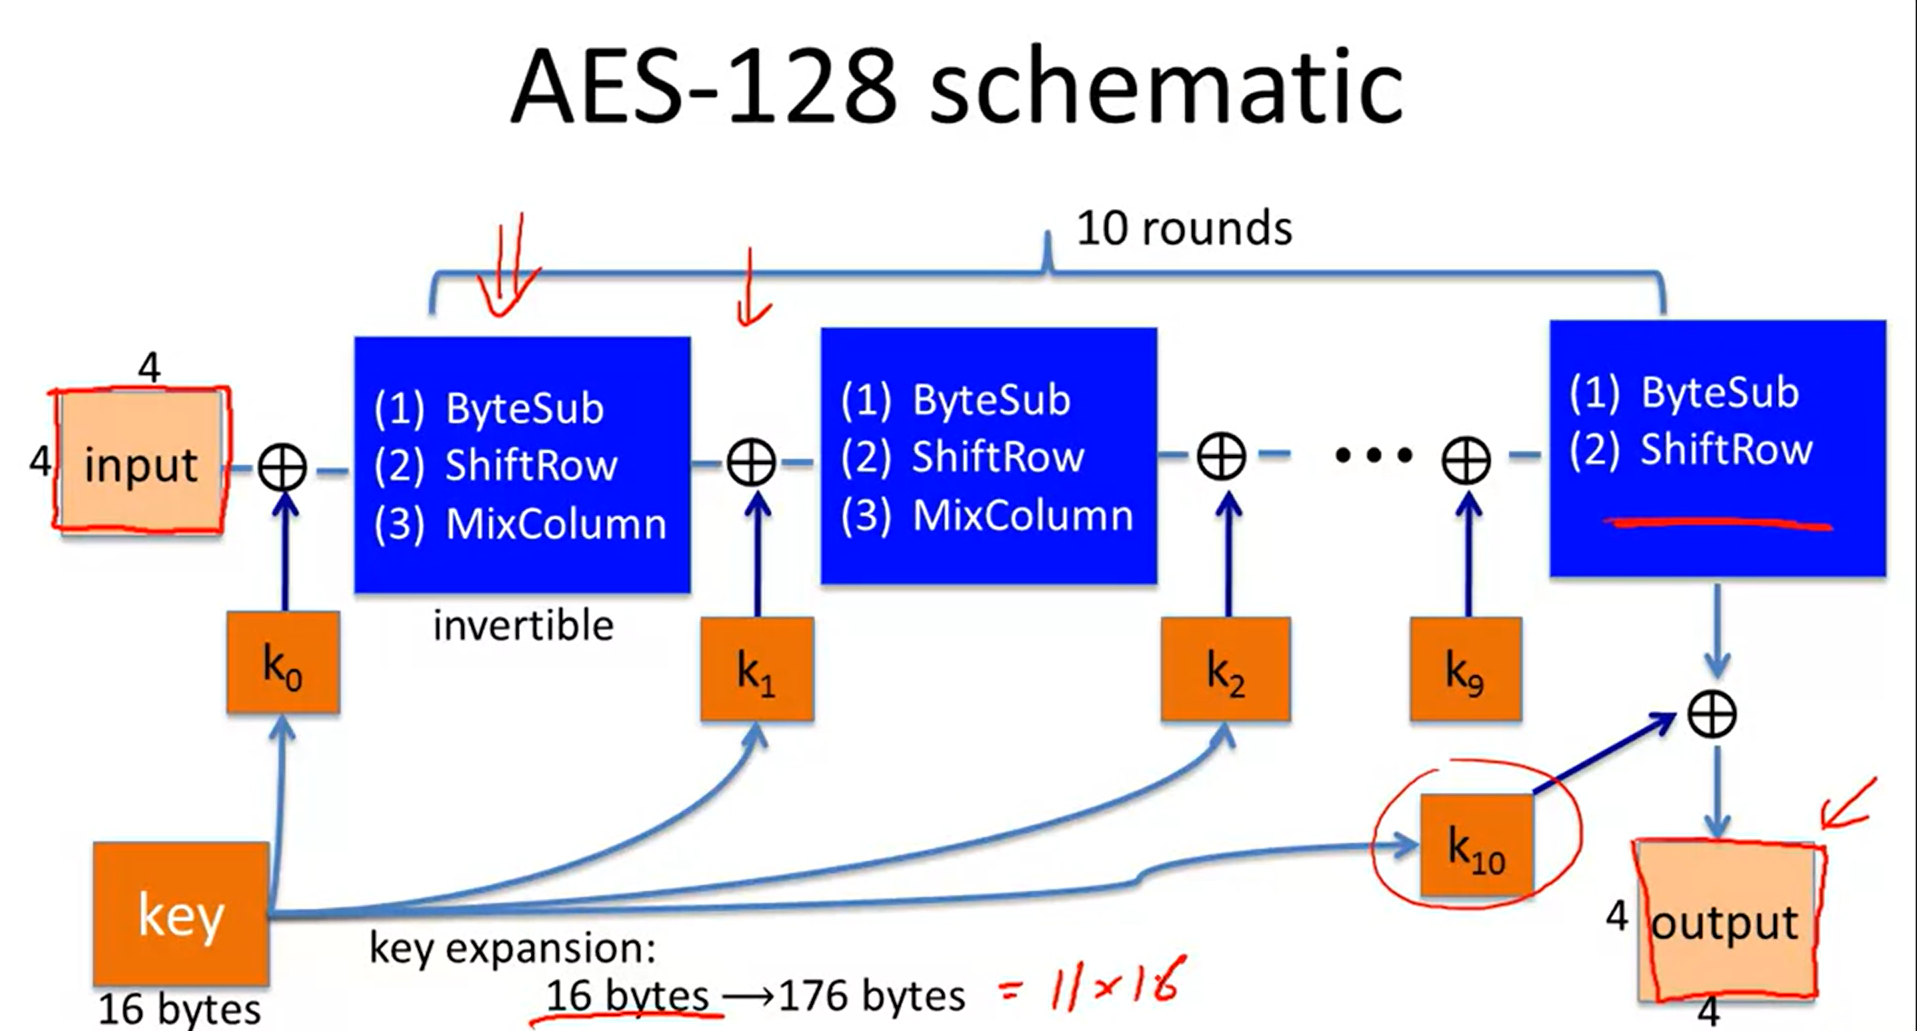 AES-128 schematic
10 rounds
4
4
input
⊕
(1) ByteSub
(2) ShiftRow
(3) MixColumn
invertible
⊕
(1) ByteSub
(2) ShiftRow
(3) MixColumn
⊕
•••
⊕
(1) ByteSub
(2) ShiftRow
k0
k1
k2
k9
⊕
k10
key
16 bytes
key expansion:
16 bytes →176 bytes = 11×16
4
output
4